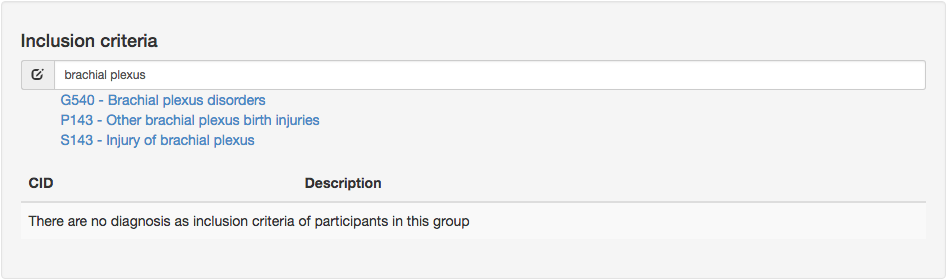 Inclusion criteria
brachial plexus
G540 - Brachial plexus disorders
P143 - Other brachial plexus birth injuries
S143 - Injury of brachial plexus
CID Description
There are no diagnosis as inclusion criteria of participants in this group